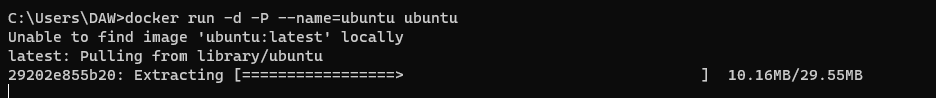 C:\Users\DAW>docker run -d -P --name=ubuntu ubuntu
Unable to find image 'ubuntu:latest' locally
latest: Pulling from library/ubuntu
29202e855b20: Extracting [=================>                                 ]  10.16MB/29.55MB